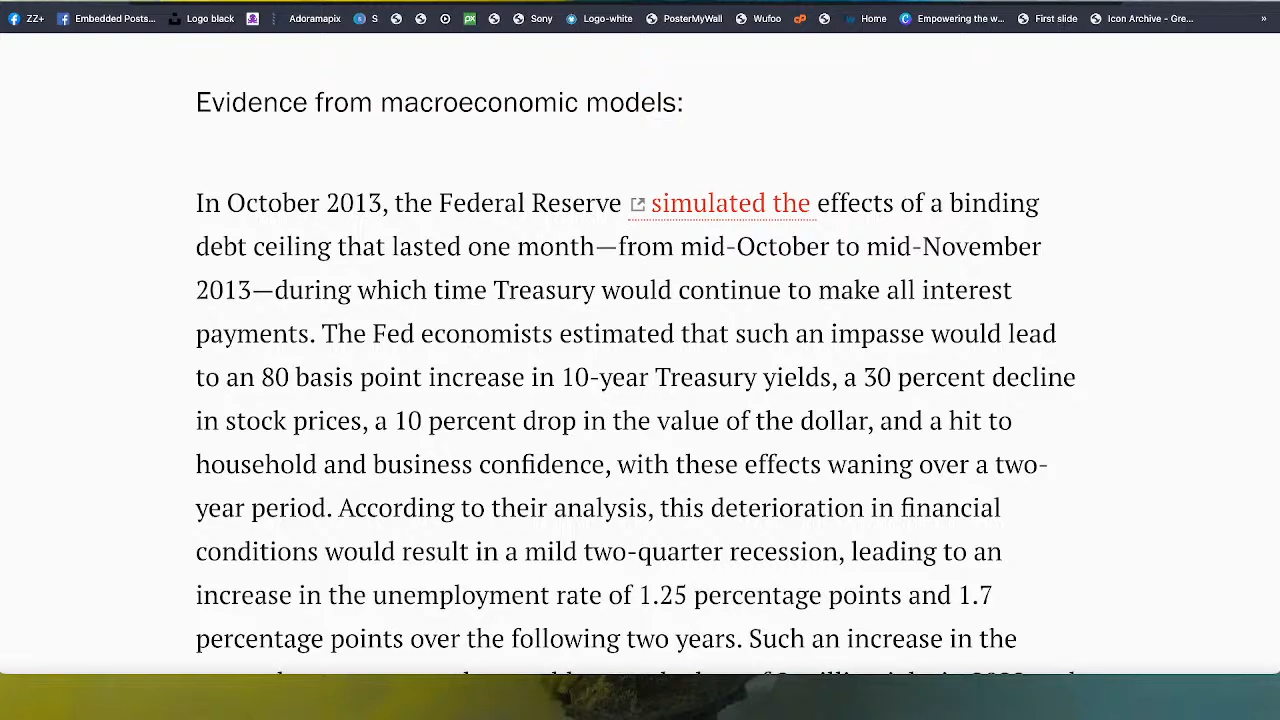 ZZ+ Embedded Posts... Logo black Adoramapix S Sony Logo-white PosterMyWall Wufoo Home Empowering the w... First slide Icon Archive - Gre... »
Evidence from macroeconomic models:
In October 2013, the Federal Reserve simulated the effects of a binding
debt ceiling that lasted one month—from mid-October to mid-November
2013—during which time Treasury would continue to make all interest
payments. The Fed economists estimated that such an impasse would lead
to an 80 basis point increase in 10-year Treasury yields, a 30 percent decline
in stock prices, a 10 percent drop in the value of the dollar, and a hit to
household and business confidence, with these effects waning over a two-
year period. According to their analysis, this deterioration in financial
conditions would result in a mild two-quarter recession, leading to an
increase in the unemployment rate of 1.25 percentage points and 1.7
percentage points over the following two years. Such an increase in the